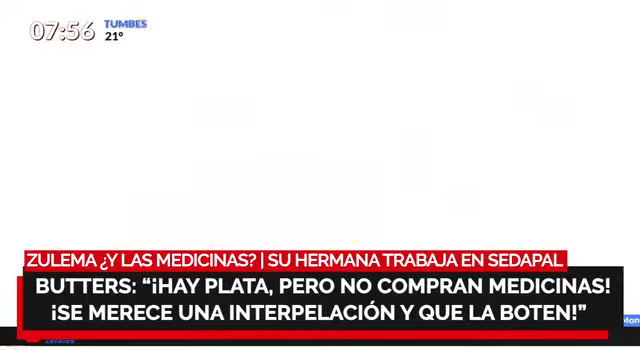 07:56
TUMBES
21°
ZULEMA ¿Y LAS MEDICINAS? | SU HERMANA TRABAJA EN SEDAPAL
BUTTERS: “¡HAY PLATA, PERO NO COMPRAN MEDICINAS!
¡SE MERECE UNA INTERPELACIÓN Y QUE LA BOTEN!”